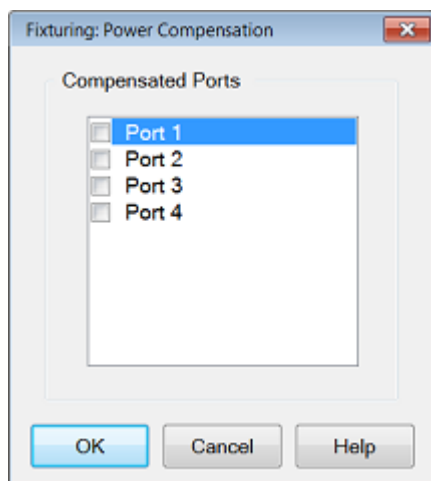 Fixturing: Power Compensation
Compensated Ports
Port 1
Port 2
Port 3
Port 4
OK Cancel Help